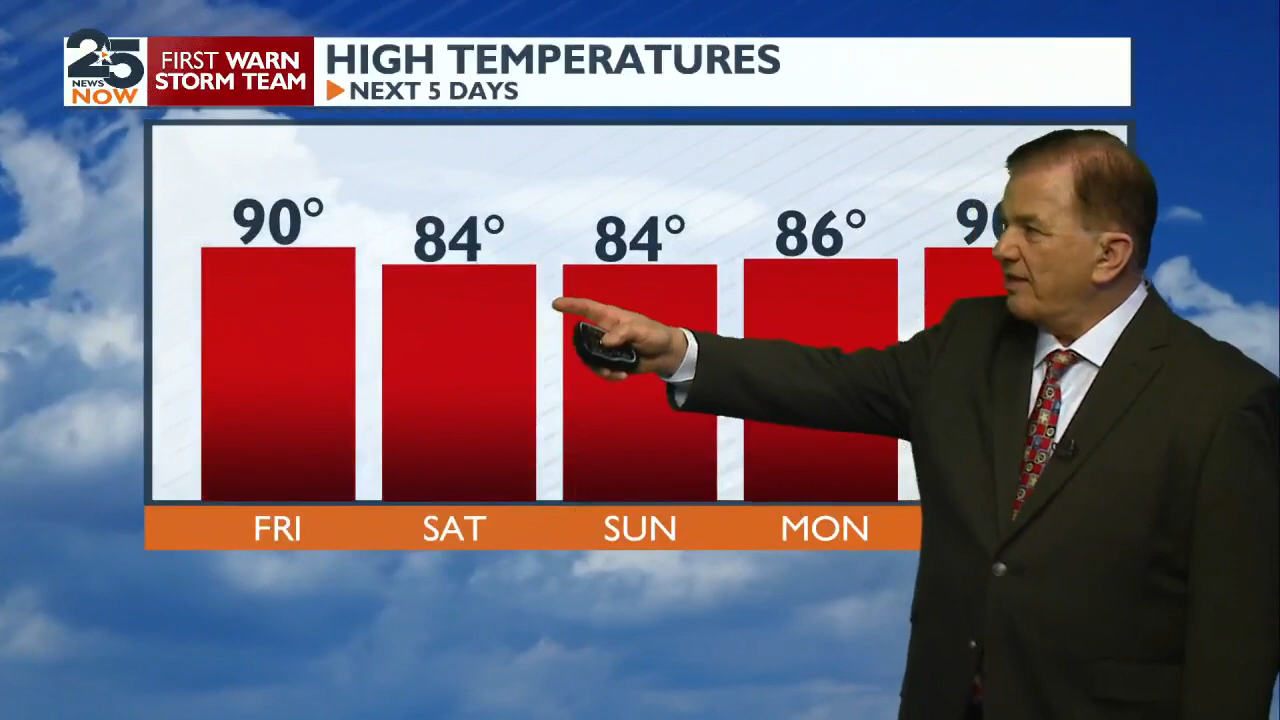 25
NEWS
NOW
FIRST WARN
STORM TEAM
HIGH TEMPERATURES
NEXT 5 DAYS
90° 84° 84° 86°
FRI SAT SUN MON